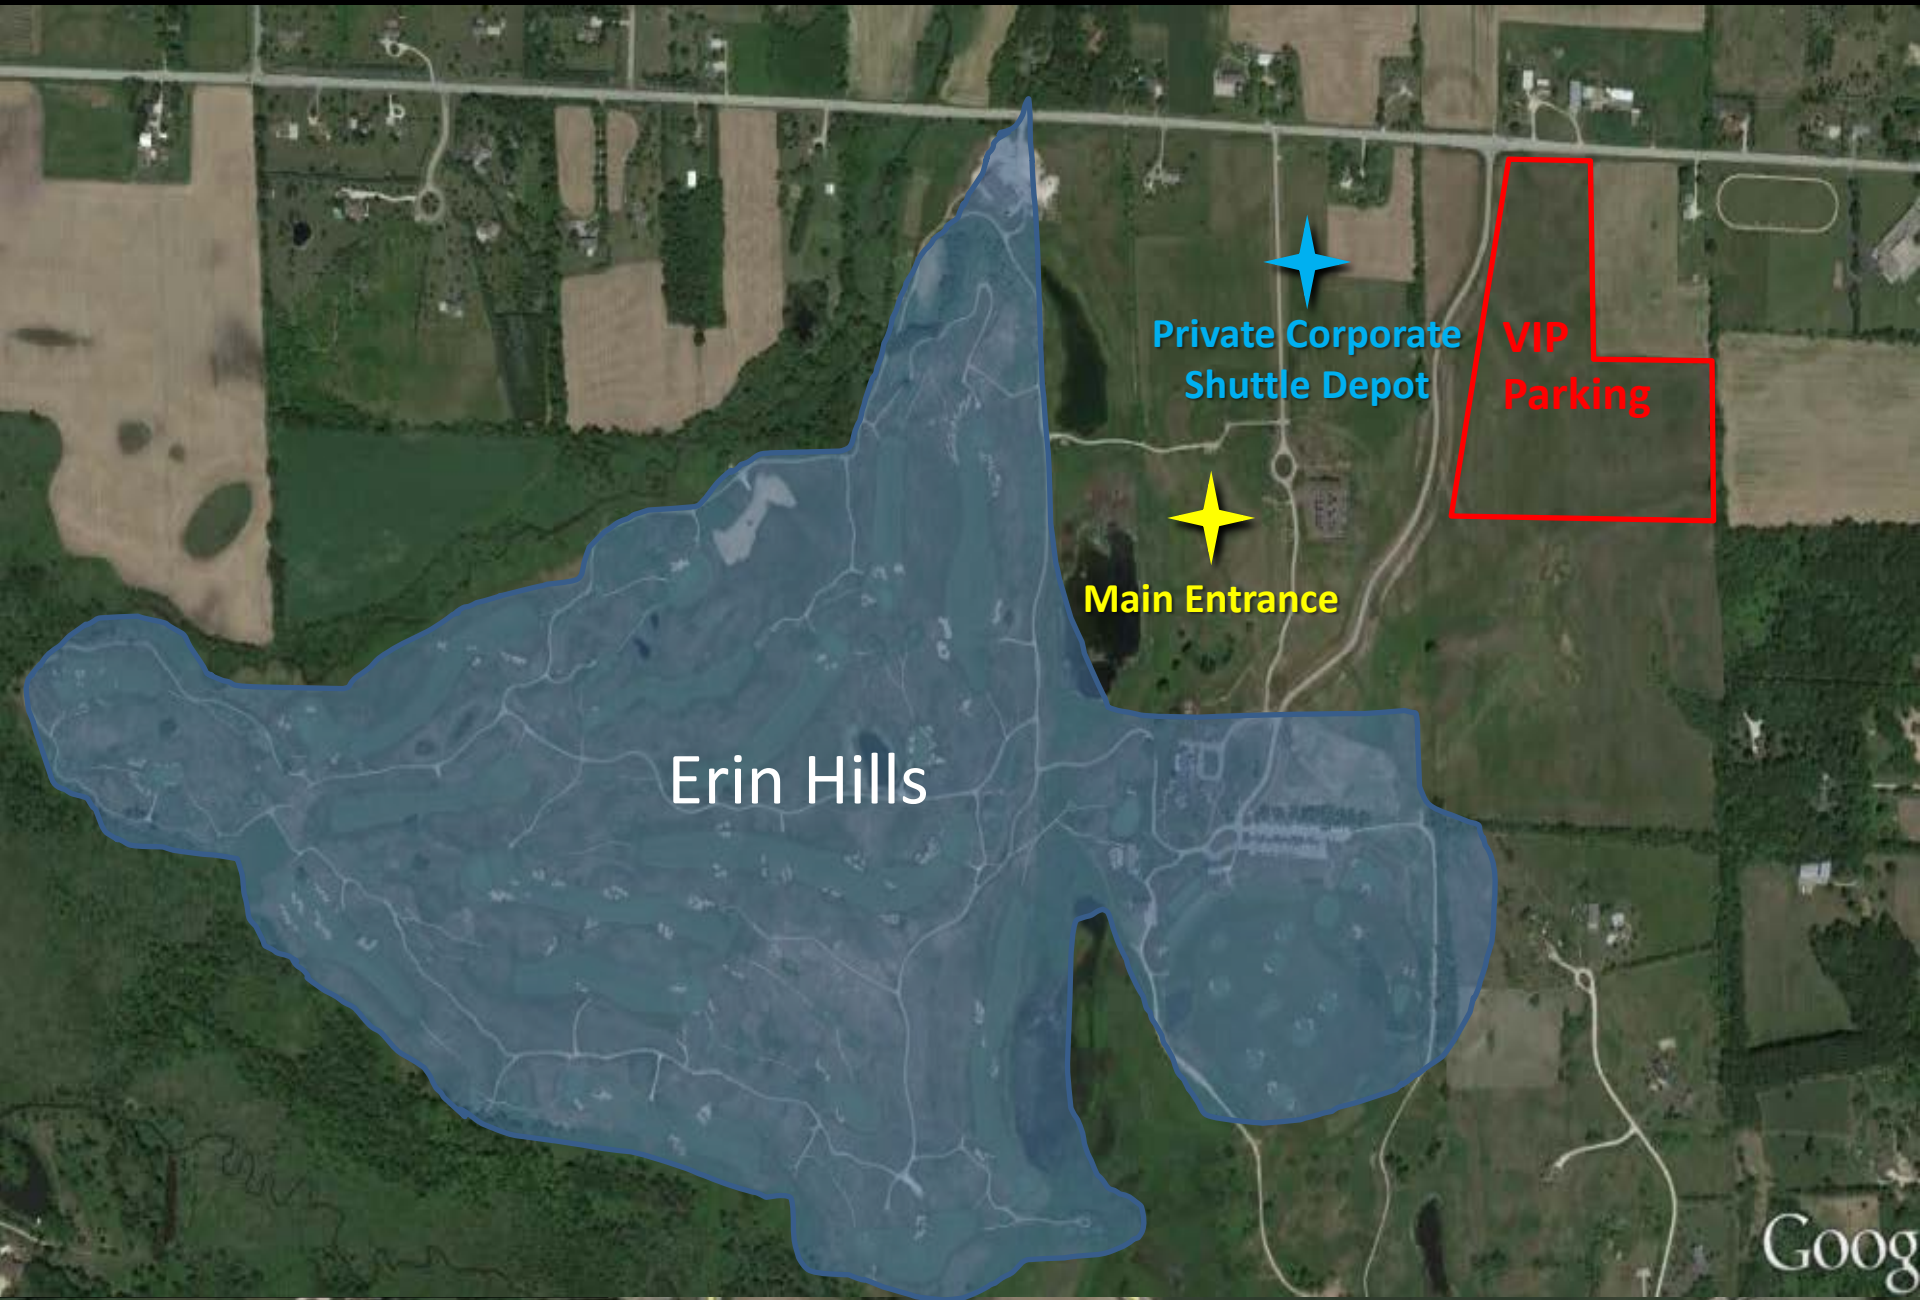 Private Corporate
Shuttle Depot
VIP
Parking
Main Entrance
Erin Hills
Goog